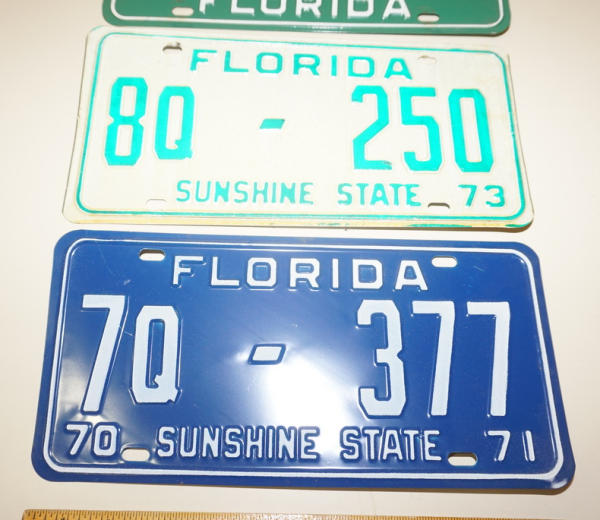 FLORIDA
FLORIDA
8Q - 250
SUNSHINE STATE 73
FLORIDA
7Q - 377
70 SUNSHINE STATE 71